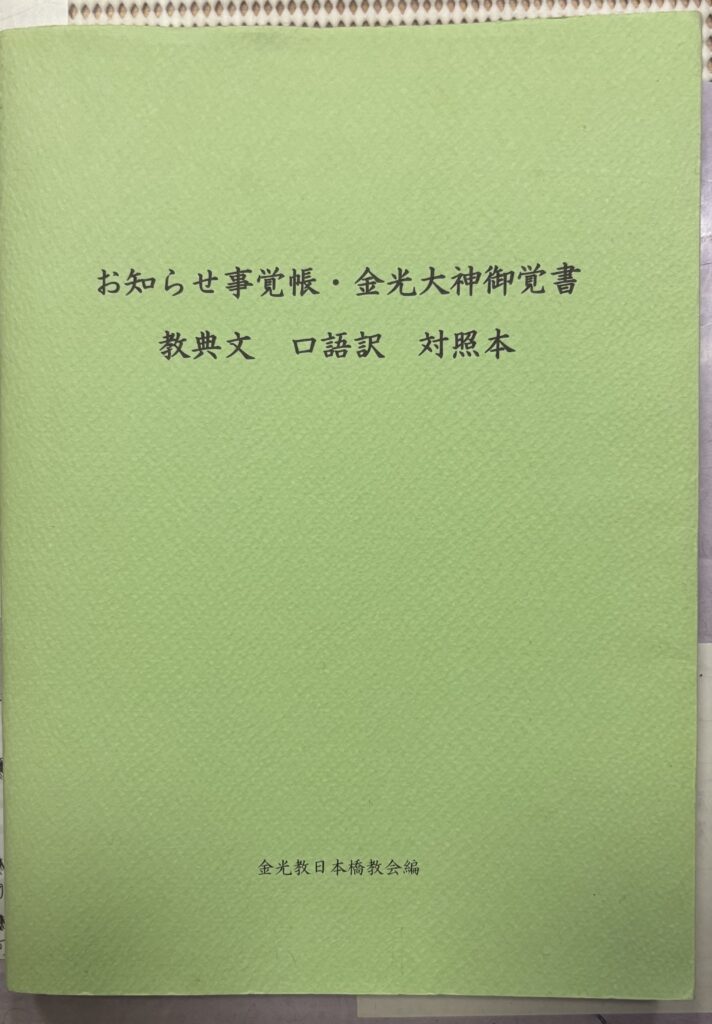 お知らせ事覚帳・金光大神御覚書
教典文　口語訳　対照本
金光教日本橋教会編